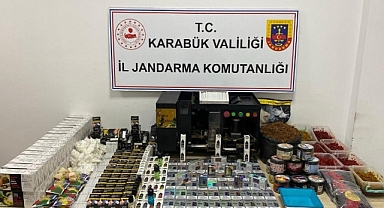 T.C.
KARABÜK VALİLİĞİ
İL JANDARMA KOMUTANLIĞI